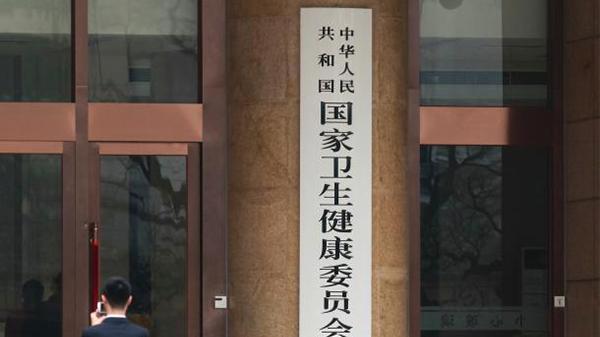 中华人民
共和国
国家卫生健康委员会